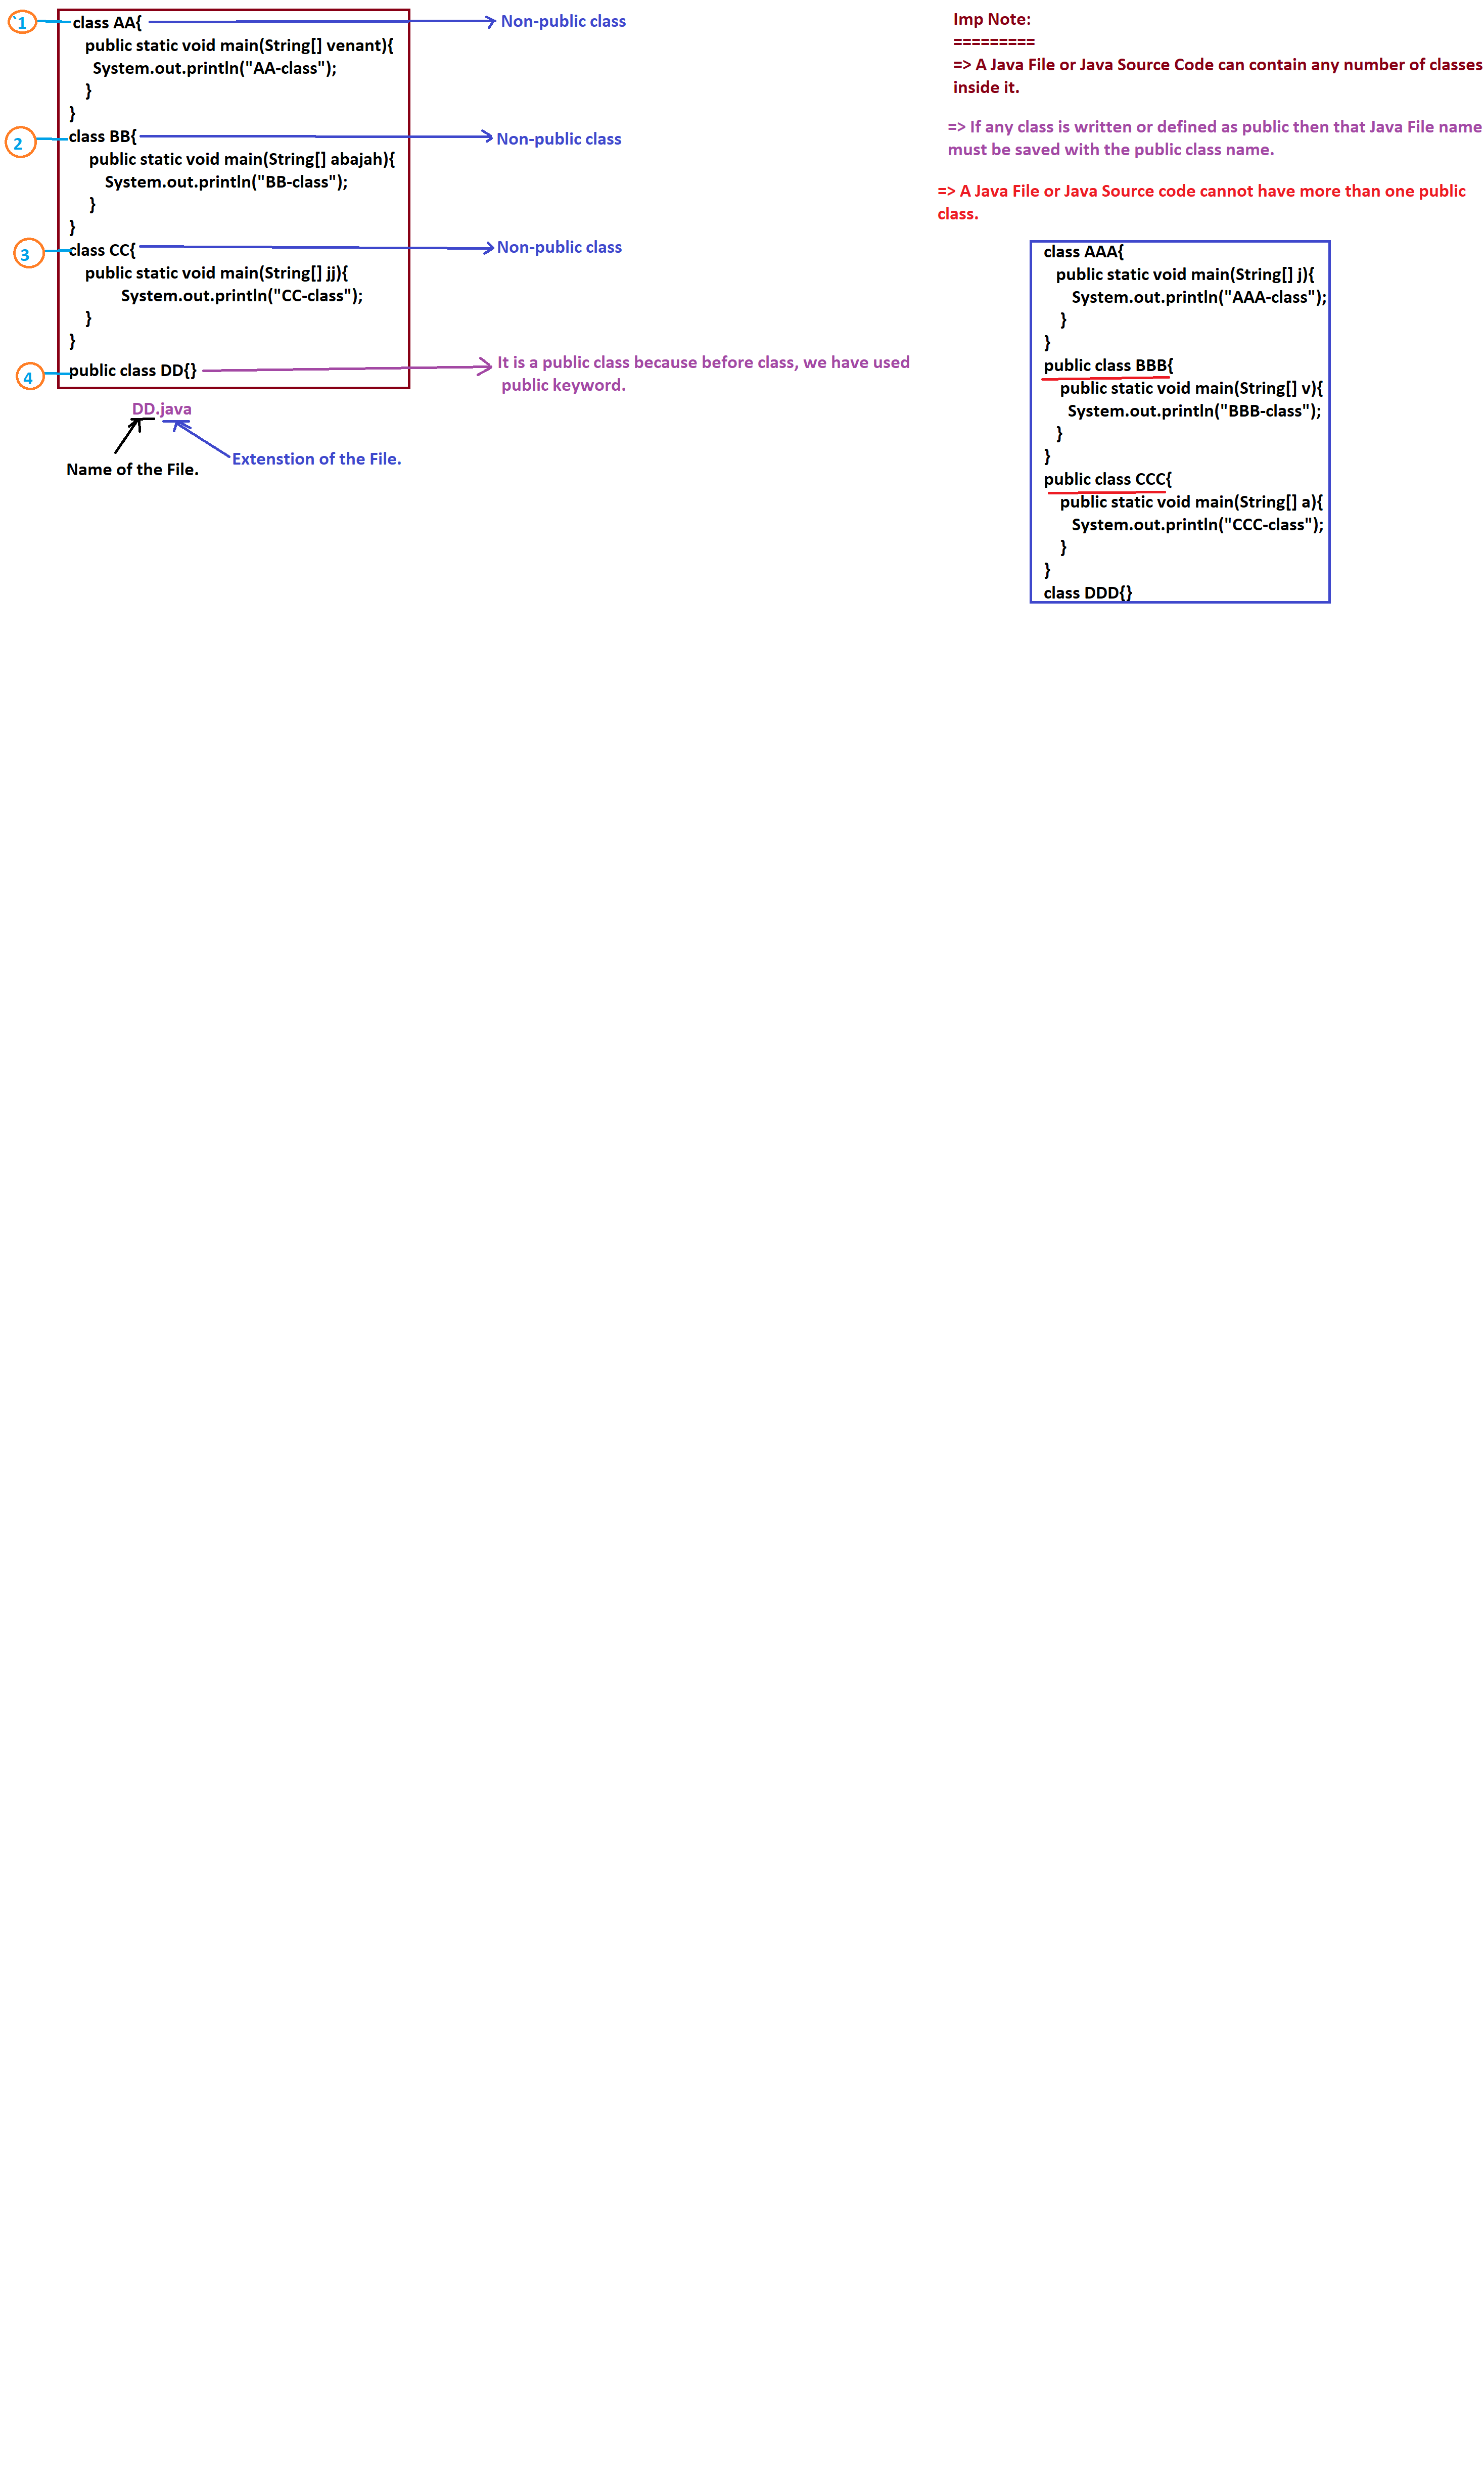 `1
class AA{
public static void main(String[] venant){
System.out.println("AA-class");
}
}
2
class BB{
public static void main(String[] abajah){
System.out.println("BB-class");
}
}
3
class CC{
public static void main(String[] jj){
System.out.println("CC-class");
}
}
4
public class DD{}
DD.java
Name of the File.
Extenstion of the File.
Non-public class
Non-public class
Non-public class
It is a public class because before class, we have used
public keyword.
Imp Note:
=========
=> A Java File or Java Source Code can contain any number of classes
inside it.
=> If any class is written or defined as public then that Java File name
must be saved with the public class name.
=> A Java File or Java Source code cannot have more than one public
class.
class AAA{
public static void main(String[] j){
System.out.println("AAA-class");
}
}
public class BBB{
public static void main(String[] v){
System.out.println("BBB-class");
}
}
public class CCC{
public static void main(String[] a){
System.out.println("CCC-class");
}
}
class DDD{}